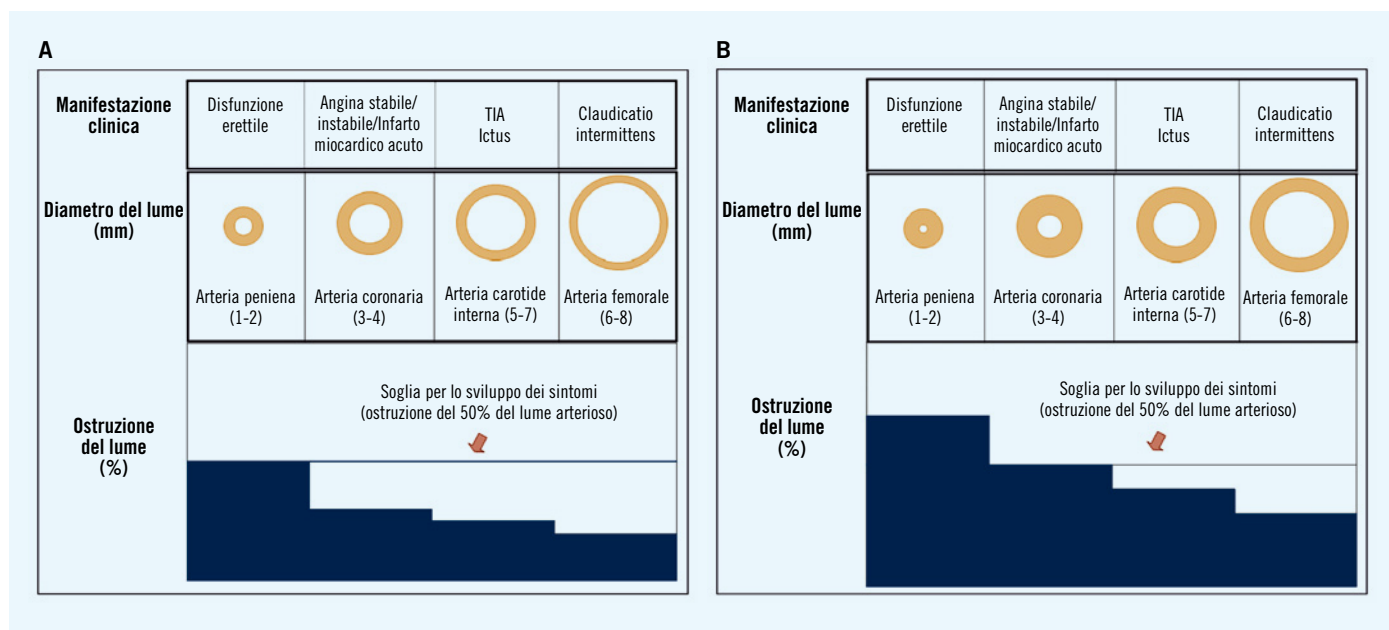 A
Manifestazione
clinica
Disfunzione
erettile
Angina stabile/
instabile/Infarto
miocardico acuto
TIA
Ictus
Claudicatio
intermittens
Diametro del lume
(mm)
Arteria peniena
(1-2)
Arteria coronaria
(3-4)
Arteria carotide
interna (5-7)
Arteria femorale
(6-8)
Ostruzione
del lume
(%)
Soglia per lo sviluppo dei sintomi
(ostruzione del 50% del lume arterioso)
B
Manifestazione
clinica
Disfunzione
erettile
Angina stabile/
instabile/Infarto
miocardico acuto
TIA
Ictus
Claudicatio
intermittens
Diametro del lume
(mm)
Arteria peniena
(1-2)
Arteria coronaria
(3-4)
Arteria carotide
interna (5-7)
Arteria femorale
(6-8)
Ostruzione
del lume
(%)
Soglia per lo sviluppo dei sintomi
(ostruzione del 50% del lume arterioso)